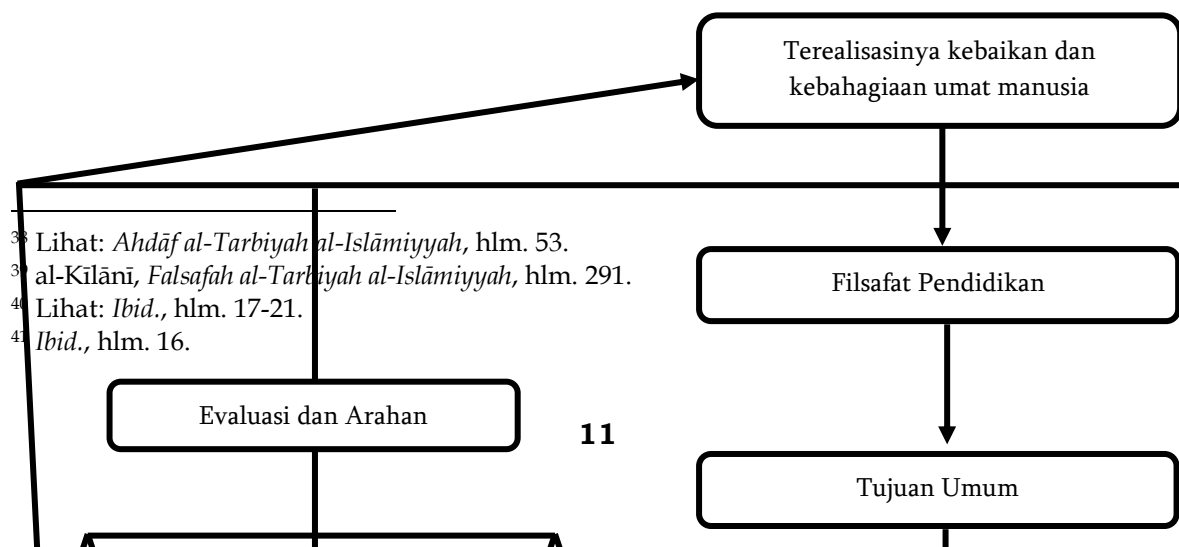 Terealisasinya kebaikan dan
kebahagiaan umat manusia
38 Lihat: Ahdāf al-Tarbiyah al-Islāmiyyah, hlm. 53.
39 al-Kīlānī, Falsafah al-Tarbiyah al-Islāmiyyah, hlm. 291.
40 Lihat: Ibid., hlm. 17-21.
41 Ibid., hlm. 16.
Filsafat Pendidikan
Evaluasi dan Arahan
11
Tujuan Umum